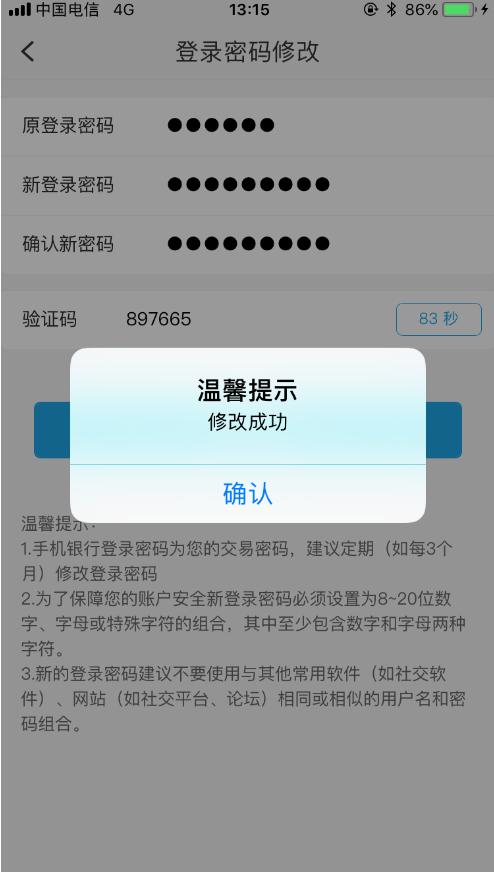 中国电信 4G 13:15 86%
登录密码修改
原登录密码 ●●●●●●
新登录密码 ●●●●●●●●●
确认新密码 ●●●●●●●●●
验证码 897665 83 秒
温馨提示
修改成功
确认
温馨提示:
1.手机银行登录密码为您的交易密码，建议定期（如每3个
月）修改登录密码
2.为了保障您的账户安全新登录密码必须设置为8~20位数
字、字母或特殊字符的组合，其中至少包含数字和字母两种
字符。
3.新的登录密码建议不要使用与其他常用软件（如社交软
件）、网站（如社交平台、论坛）相同或相似的用户名和密
码组合。